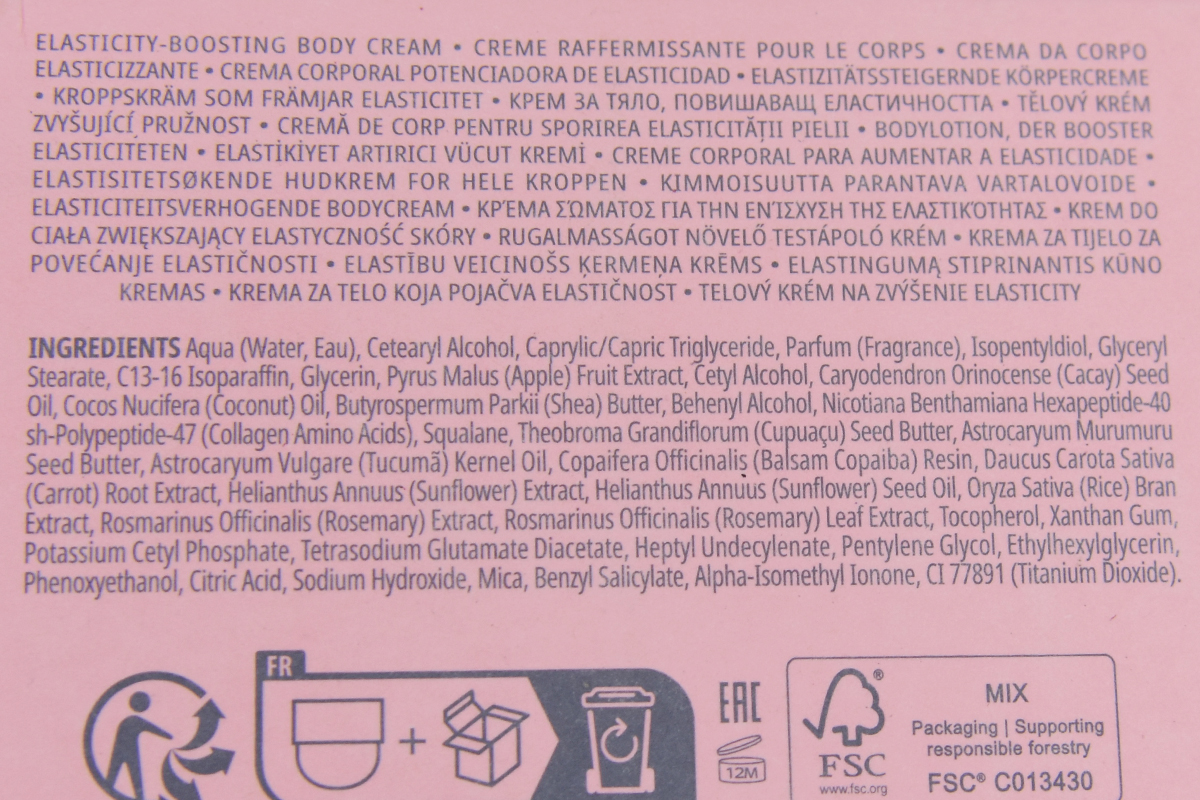 ELASTICITY-BOOSTING BODY CREAM • CREME RAFFERMISSANTE POUR LE CORPS • CREMA DA CORPO
ELASTICIZZANTE • CREMA CORPORAL POTENCIADORA DE ELASTICIDAD • ELASTIZITÄTSSTEIGERNDE KÖRPERCREME
• KROPPSKRÄM SOM FRÄMJAR ELASTICITET • КРЕМ ЗА ТЯЛО, ПОВИШАВАЩ ЕЛАСТИЧНОСТТА • TĚLOVÝ KRÉM
ZVYŠUJÍCÍ PRUŽNOST • CREMĂ DE CORP PENTRU SPORIREA ELASTICITĂȚII PIELII • BODYLOTION, DER BOOSTER
ELASTICITETEN • ELASTİKİYET ARTIRICI VÜCUT KREMİ • CREME CORPORAL PARA AUMENTAR A ELASTICIDADE •
ELASTISITETSØKENDE HUDKREM FOR HELE KROPPEN • KIMMOISUUTTA PARANTAVA VARTALOVOIDE •
ELASTICITEITSVERHOGENDE BODYCREAM • ΚΡΈΜΑ ΣΏΜΑΤΟΣ ΓΙΑ ΤΗΝ ΕΝΊΣΧΥΣΗ ΤΗΣ ΕΛΑΣΤΙΚΌΤΗΤΑΣ • KREM DO
CIAŁA ZWIĘKSZAJĄCY ELASTYCZNOŚĆ SKÓRY • RUGALMASSÁGOT NÖVELŐ TESTÁPOLÓ KRÉM • KREMA ZA TIJELO ZA
POVEĆANJE ELASTIČNOSTI • ELASTĪBU VEICINOŠS ĶERMEŅA KRĒMS • ELASTINGUMĄ STIPRINANTIS KŪNO
KREMAS • KREMA ZA TELO KOJA POJAČVA ELASTIČNOST • TELOVÝ KRÉM NA ZVÝŠENIE ELASTICITY
INGREDIENTS Aqua (Water, Eau), Cetearyl Alcohol, Caprylic/Capric Triglyceride, Parfum (Fragrance), Isopentyldiol, Glyceryl
Stearate, C13-16 Isoparaffin, Glycerin, Pyrus Malus (Apple) Fruit Extract, Cetyl Alcohol, Caryodendron Orinocense (Cacay) Seed
Oil, Cocos Nucifera (Coconut) Oil, Butyrospermum Parkii (Shea) Butter, Behenyl Alcohol, Nicotiana Benthamiana Hexapeptide-40
sh-Polypeptide-47 (Collagen Amino Acids), Squalane, Theobroma Grandiflorum (Cupuaçu) Seed Butter, Astrocaryum Murumuru
Seed Butter, Astrocaryum Vulgare (Tucumã) Kernel Oil, Copaifera Officinalis (Balsam Copaiba) Resin, Daucus Carota Sativa
(Carrot) Root Extract, Helianthus Annuus (Sunflower) Extract, Helianthus Annuus (Sunflower) Seed Oil, Oryza Sativa (Rice) Bran
Extract, Rosmarinus Officinalis (Rosemary) Extract, Rosmarinus Officinalis (Rosemary) Leaf Extract, Tocopherol, Xanthan Gum,
Potassium Cetyl Phosphate, Tetrasodium Glutamate Diacetate, Heptyl Undecylenate, Pentylene Glycol, Ethylhexylglycerin,
Phenoxyethanol, Citric Acid, Sodium Hydroxide, Mica, Benzyl Salicylate, Alpha-Isomethyl Ionone, CI 77891 (Titanium Dioxide).
FR
+
EAC
12M
®
FSC
www.fsc.org
MIX
Packaging | Supporting
responsible forestry
FSC® C013430